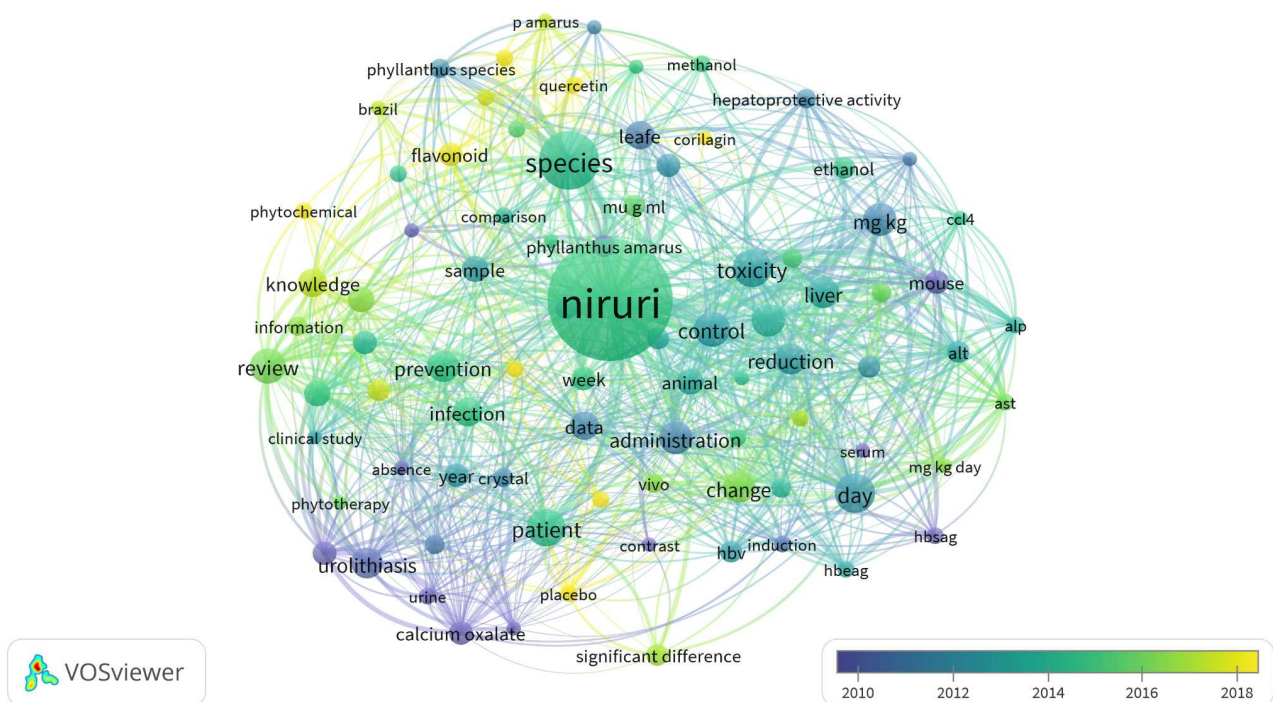 p amarus
phyllanthus species
methanol
quercetin
hepatoprotective activity
brazil
leafe
corilagin
flavonoid
species
ethanol
phytochemical
comparison
mu g ml
mg kg
ccl4
phyllanthus amarus
sample
toxicity
knowledge
mouse
niruri
liver
information
control
alp
prevention
reduction
alt
review
week
animal
ast
infection
data
administration
clinical study
serum
absence
year
crystal
mg kg day
vivo
change
day
phytotherapy
patient
contrast
hbv
induction
hbsag
urolithiasis
hbeag
urine
placebo
calcium oxalate
significant difference
VOSviewer
2010
2012
2014
2016
2018